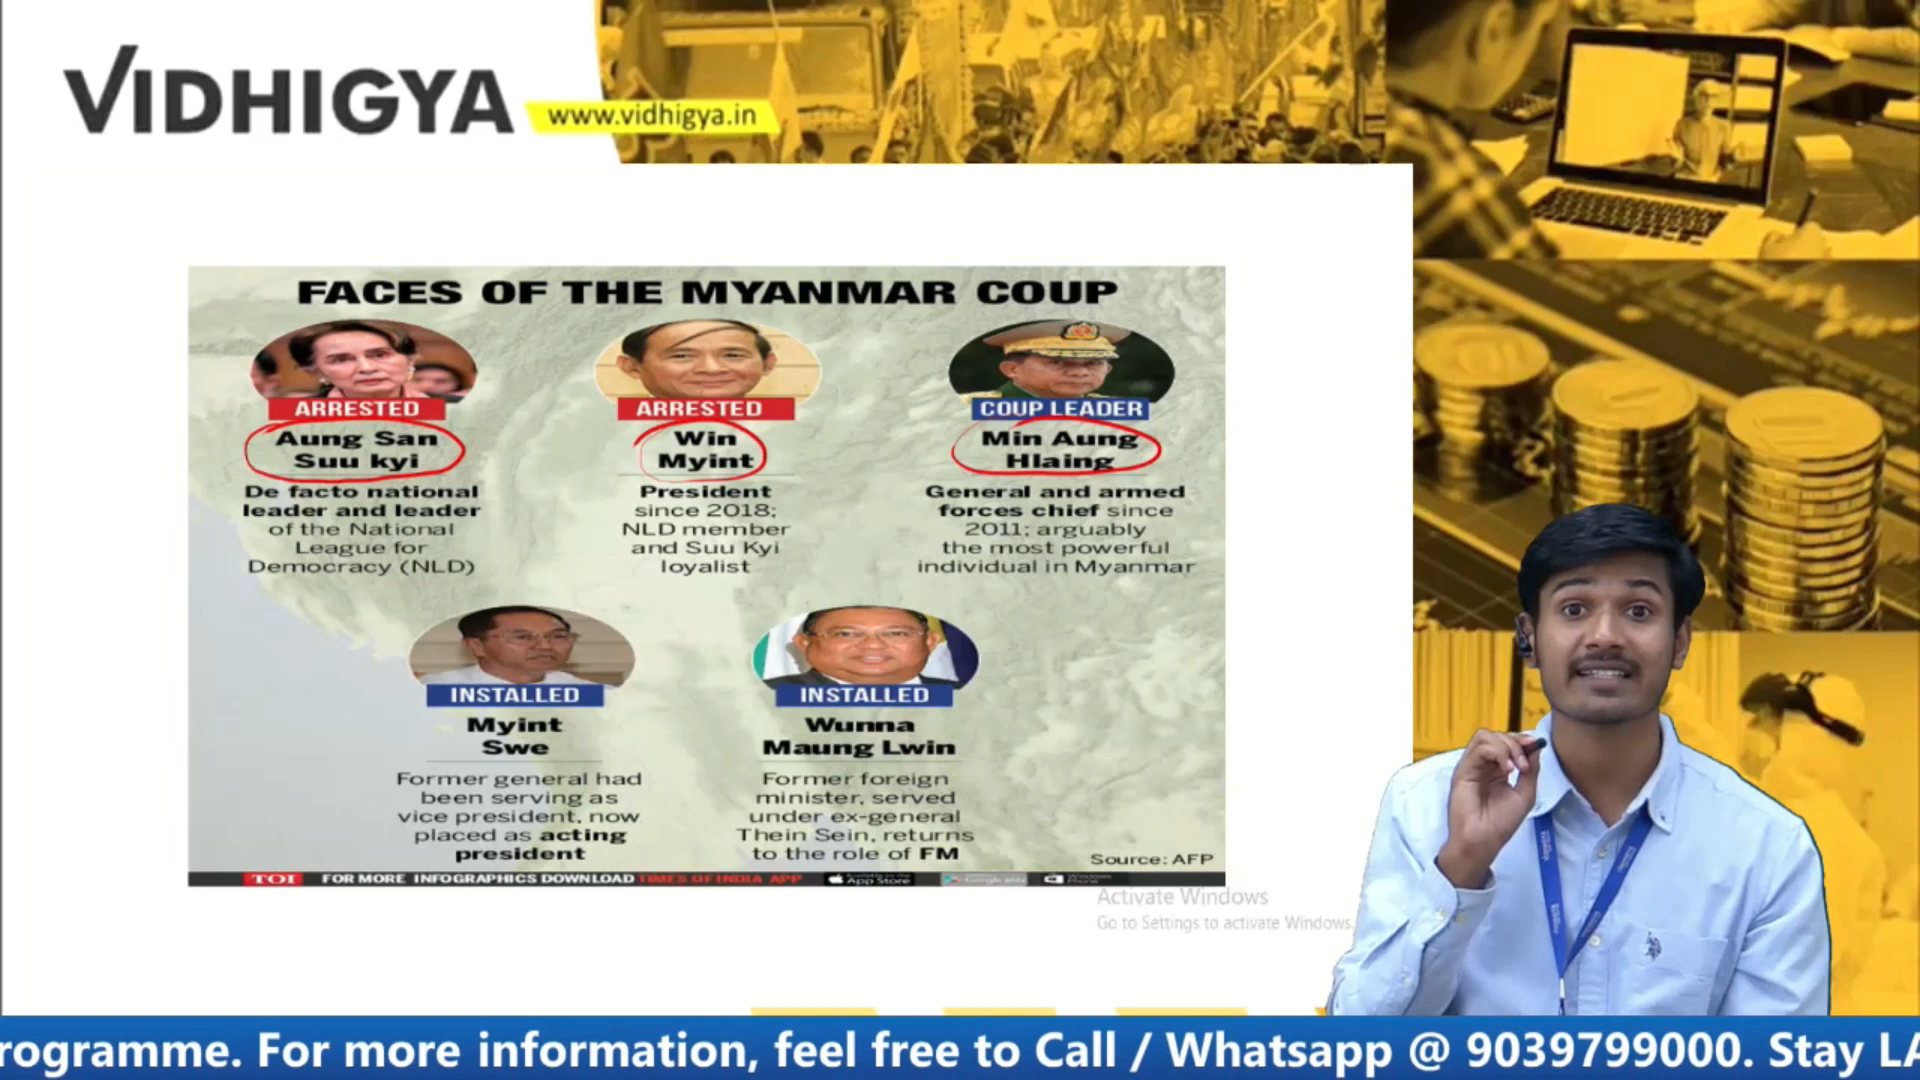 VIDHIGYA
www.vidhigya.in
FACES OF THE MYANMAR COUP
ARRESTED
Aung San
Suu kyi
De facto national
leader and leader
of the National
League for
Democracy (NLD)
ARRESTED
Win
Myint
President
since 2018;
NLD member
and Suu Kyi
loyalist
COUP LEADER
Min Aung
Hlaing
General and armed
forces chief since
2011; arguably
the most powerful
individual in Myanmar
INSTALLED
Myint
Swe
Former general had
been serving as
vice president, now
placed as acting
president
INSTALLED
Wunna
Maung Lwin
Former foreign
minister, served
under ex-general
Thein Sein, returns
to the role of FM
Source: AFP
TOI FOR MORE INFOGRAPHICS DOWNLOAD TIMES OF INDIA APP
App Store
Activate Windows
Go to Settings to activate Windows.
rogramme. For more information, feel free to Call / Whatsapp @ 9039799000. Stay LA